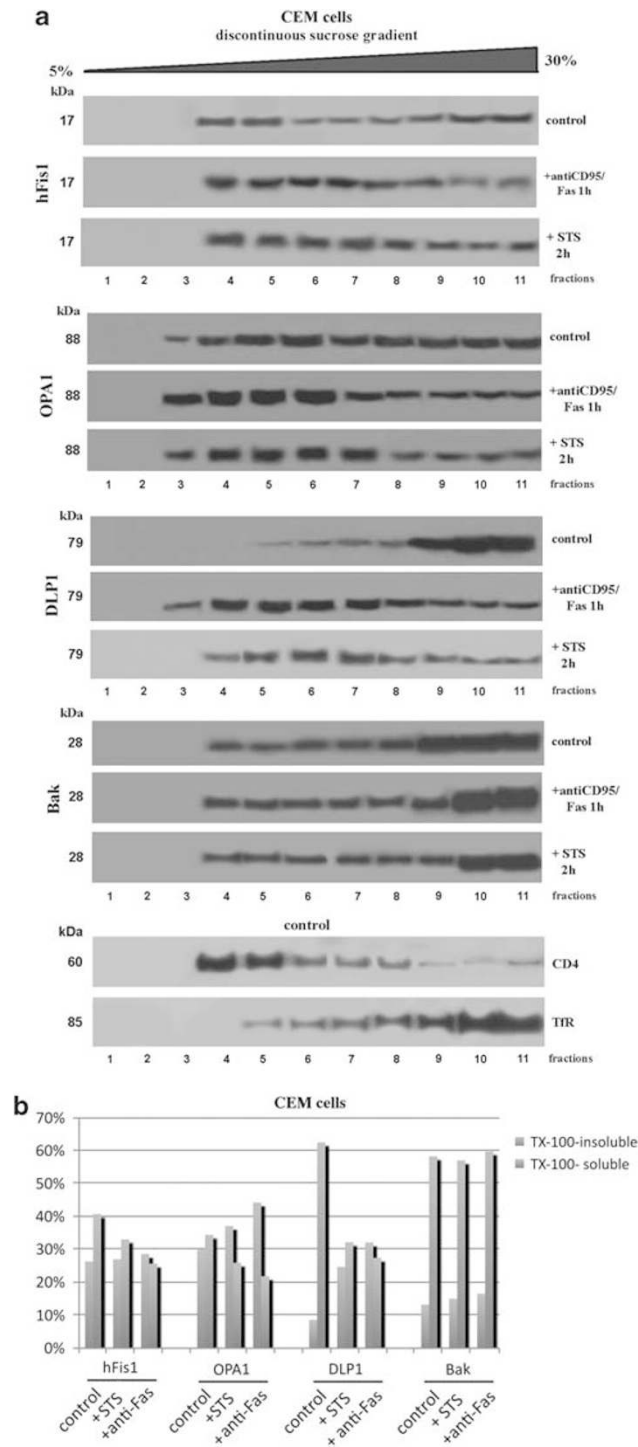 a
CEM cells
discontinuous sucrose gradient
5% 30%
kDa
hFis1
17 control
17 +antiCD95/
Fas 1h
17 + STS
2h
1 2 3 4 5 6 7 8 9 10 11 fractions
kDa
OPA1
88 control
88 +antiCD95/
Fas 1h
88 + STS
2h
1 2 3 4 5 6 7 8 9 10 11 fractions
kDa
DLP1
79 control
79 +antiCD95/
Fas 1h
79 + STS
2h
1 2 3 4 5 6 7 8 9 10 11 fractions
kDa
Bak
28 control
28 +antiCD95/
Fas 1h
28 + STS
2h
1 2 3 4 5 6 7 8 9 10 11 fractions
control
kDa
60 CD4
85 TfR
1 2 3 4 5 6 7 8 9 10 11 fractions
b
CEM cells
70%
60%
50%
40%
30%
20%
10%
0%
TX-100-insoluble
TX-100- soluble
hFis1 OPA1 DLP1 Bak
control +STS +anti-Fas control +STS +anti-Fas control + STS + anti-Fas control + STS + anti-Fas